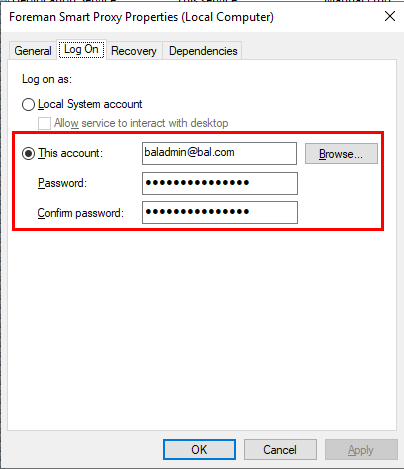 Foreman Smart Proxy Properties (Local Computer)
General Log On Recovery Dependencies
Log on as:
Local System account
Allow service to interact with desktop
This account: baladmin@bal.com Browse...
Password: •••••••••••••••
Confirm password: •••••••••••••••
OK Cancel Apply